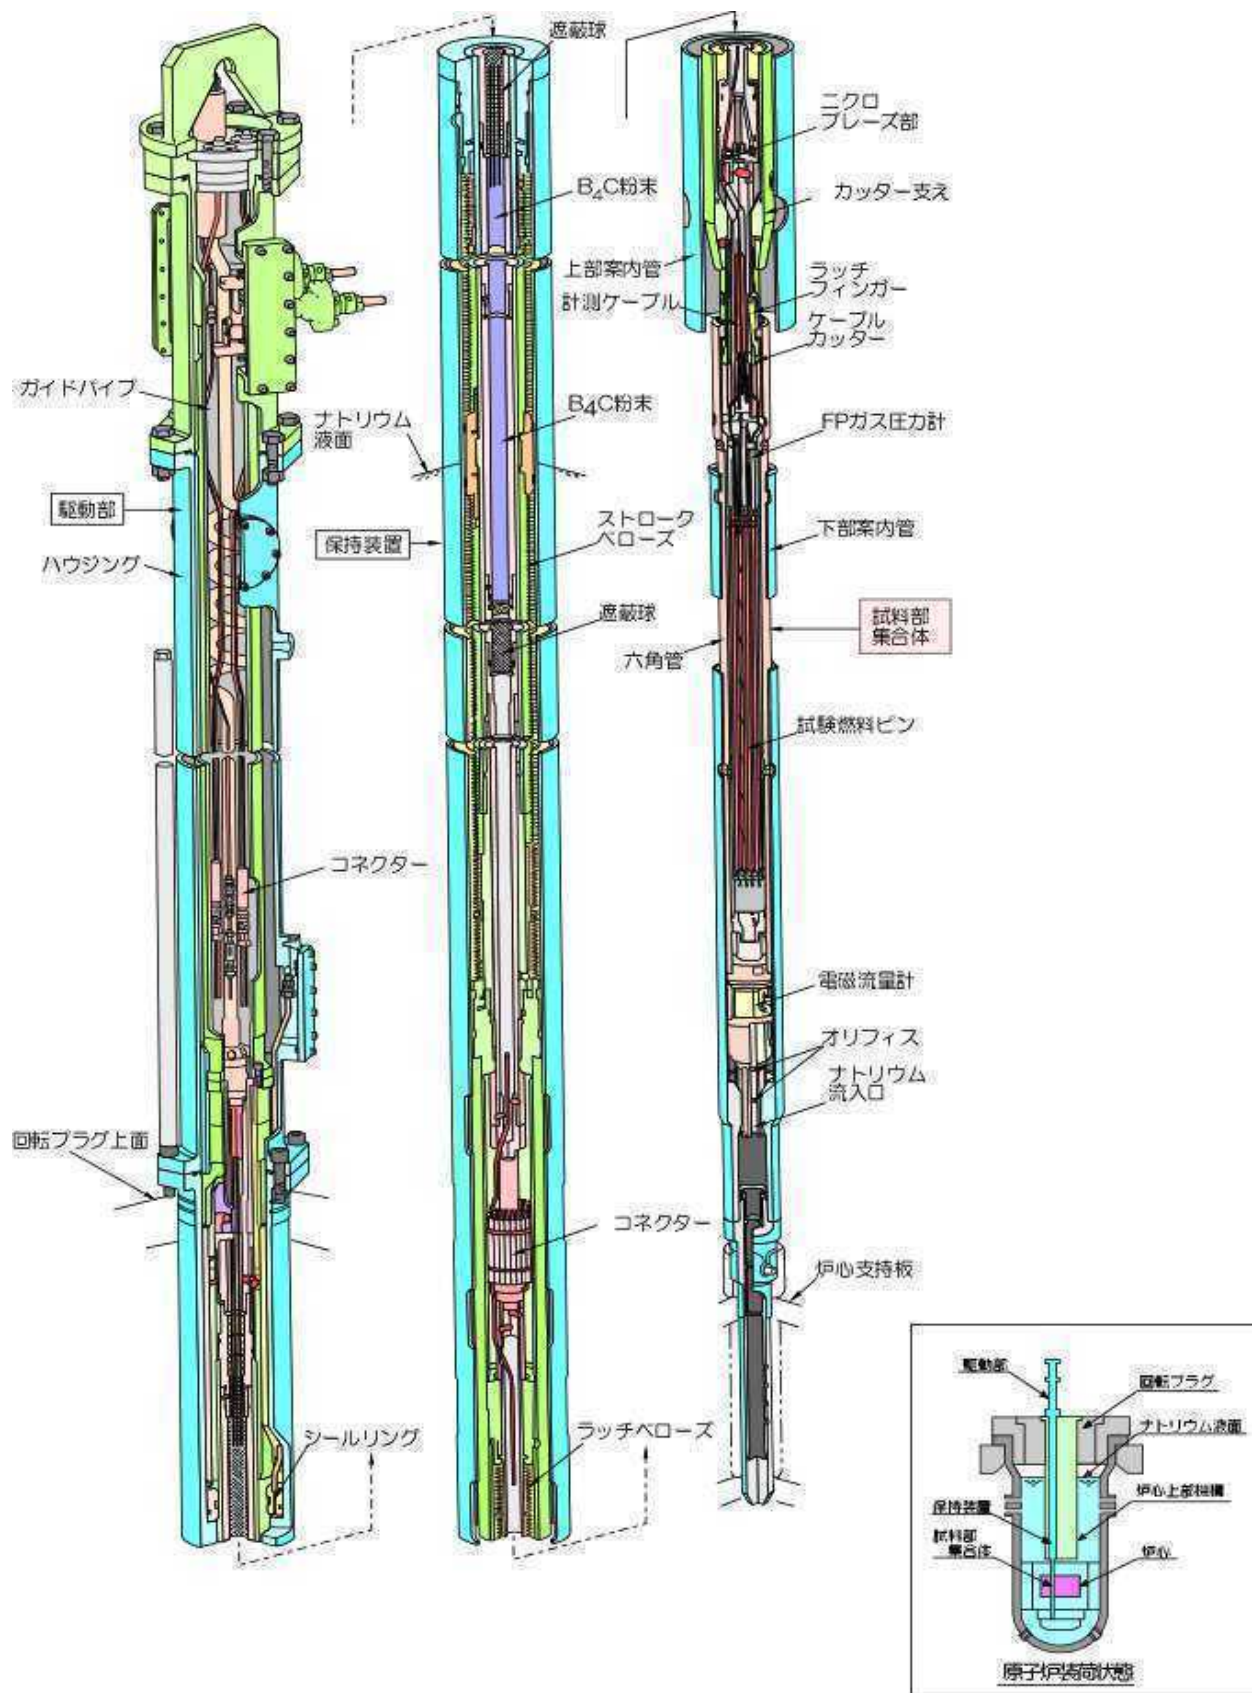 ガイドパイプ
駆動部
ハウジング
コネクター
回転プラグ上面
シールリング
遮蔽球
B₄C粉末
B₄C粉末
ナトリウム
液面
保持装置
ストローク
ベローズ
遮蔽球
コネクター
ラッチベローズ
ニクロ
ブレーズ部
カッター支え
上部案内管
計測ケーブル
ラッチ
フィンガー
ケーブル
カッター
FPガス圧力計
下部案内管
試料部
集合体
六角管
試験燃料ピン
電磁流量計
オリフィス
ナトリウム
流入口
炉心支持板
駆動部
回転プラグ
ナトリウム液面
保持装置
炉心上部機構
試料部
集合体
炉心
原子炉装荷状態